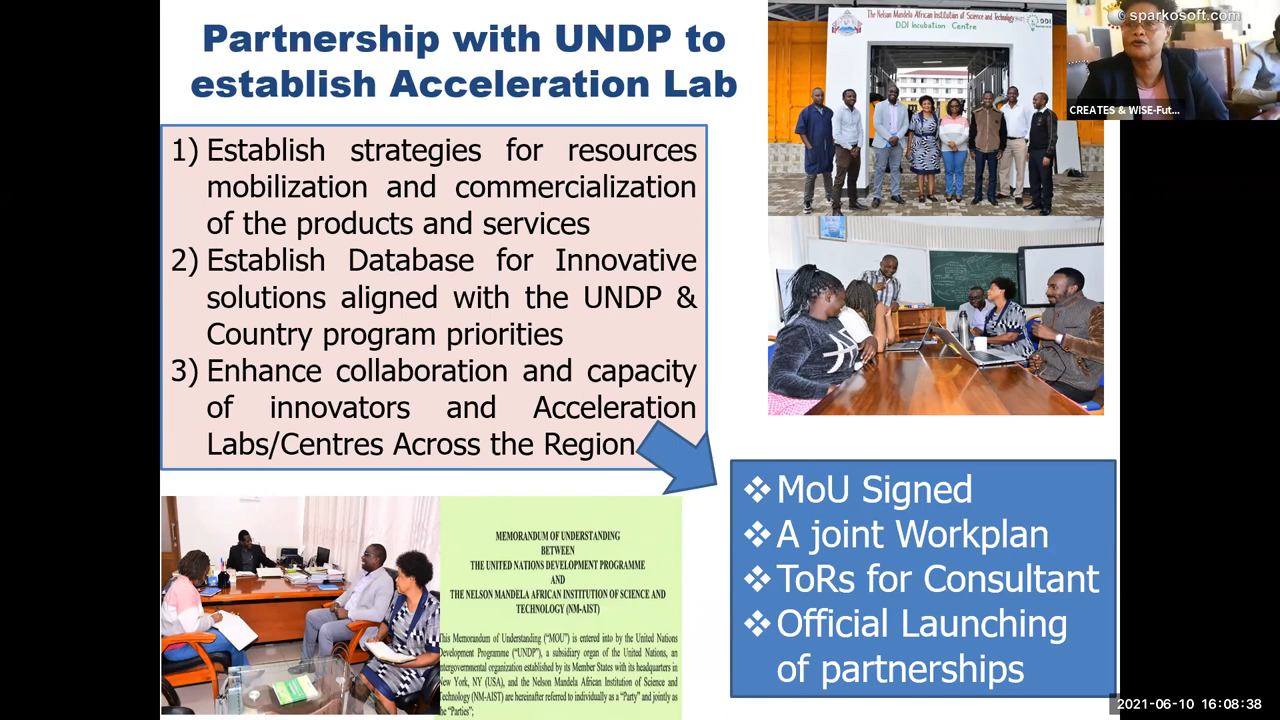 Partnership with UNDP to
establish Acceleration Lab
1) Establish strategies for resources
mobilization and commercialization
of the products and services
2) Establish Database for Innovative
solutions aligned with the UNDP &
Country program priorities
3) Enhance collaboration and capacity
of innovators and Acceleration
Labs/Centres Across the Region
The Nelson Mandela African Institution of Science and Technology
DDI Incubation Centre
DDI
© sparkosoft.com
CREATES & WISE-Fut...
❖ MoU Signed
❖ A joint Workplan
❖ ToRs for Consultant
❖ Official Launching
of partnerships
MEMORANDUM OF UNDERSTANDING
BETWEEN
THE UNITED NATIONS DEVELOPMENT PROGRAMME
AND
THE NELSON MANDELA AFRICAN INSTITUTION OF SCIENCE AND
TECHNOLOGY (NM-AIST)
This Memorandum of Understanding ("MOU") is entered into by the United Nations
Development Programme ("UNDP"), a subsidiary organ of the United Nations, an
intergovernmental organization established by its Member States with its headquarters in
New York, NY (USA), and the Nelson Mandela African Institution of Science and
Technology (NM-AIST) are hereinafter referred to individually as a "Party" and jointly as
the "Parties";
2021-06-10 16:08:38